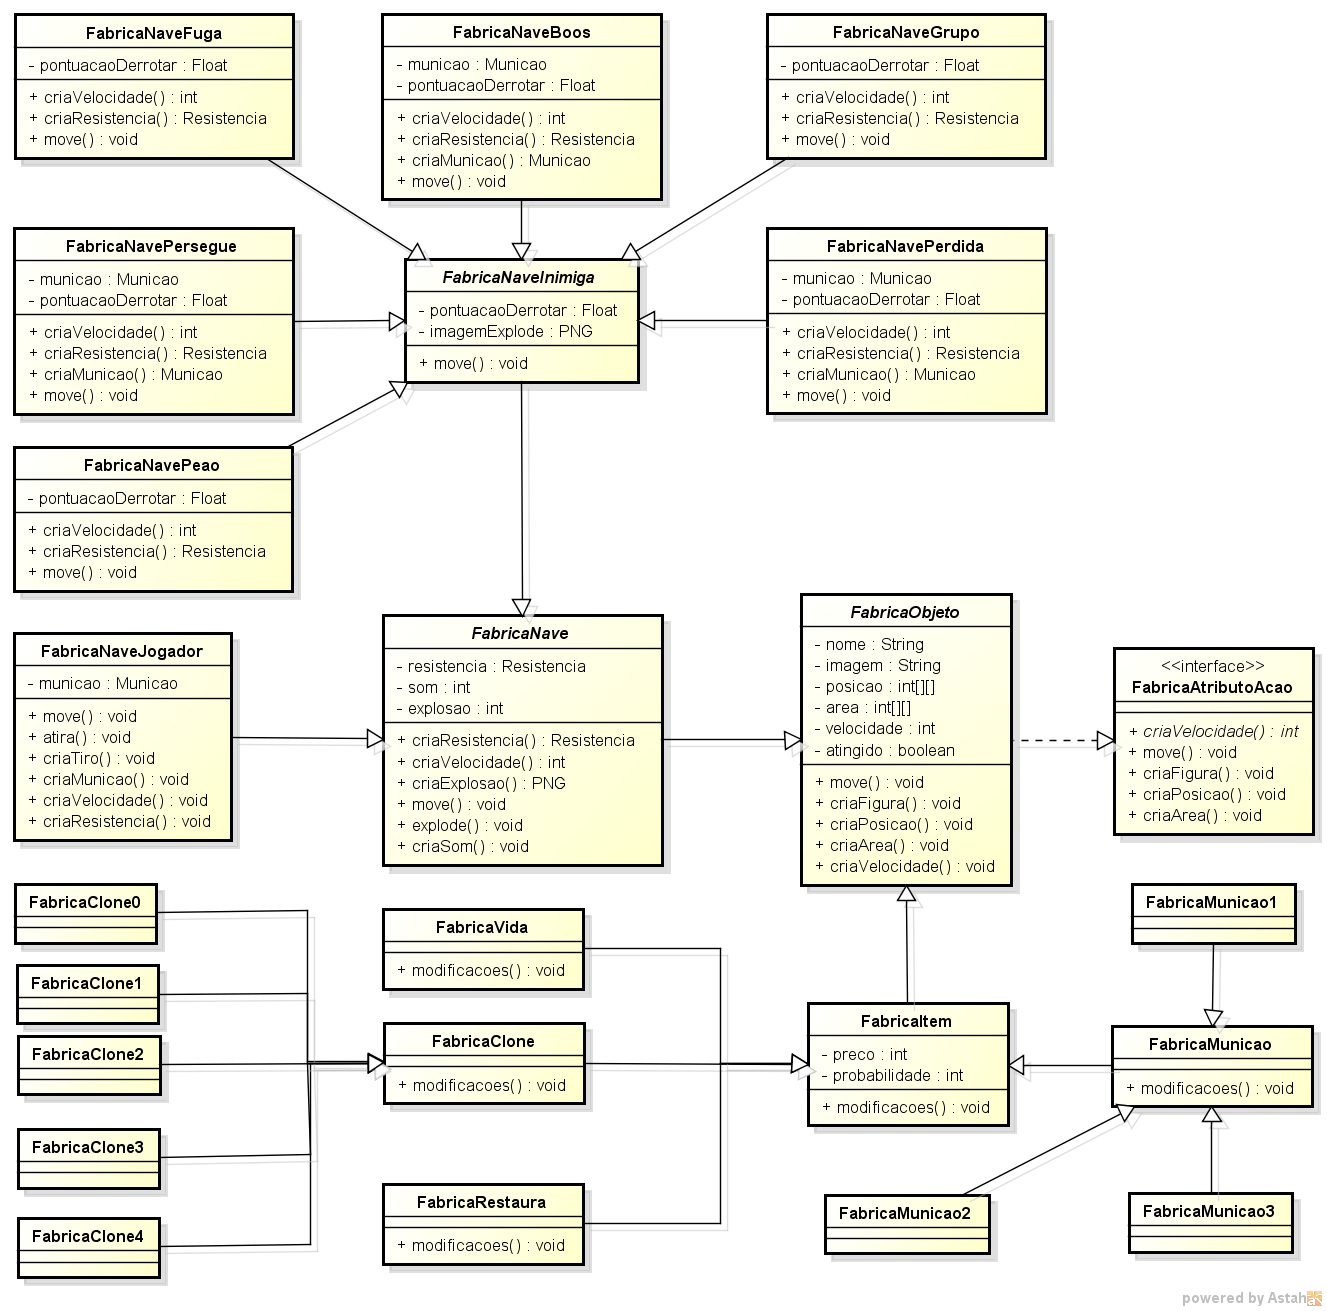 FabricaNaveFuga
- pontuacaoDerrotar : Float
+ criaVelocidade() : int
+ criaResistencia() : Resistencia
+ move() : void
FabricaNaveBoos
- municao : Municao
- pontuacaoDerrotar : Float
+ criaVelocidade() : int
+ criaResistencia() : Resistencia
+ criaMunicao() : Municao
+ move() : void
FabricaNaveGrupo
- pontuacaoDerrotar : Float
+ criaVelocidade() : int
+ criaResistencia() : Resistencia
+ move() : void
FabricaNavePersegue
- municao : Municao
- pontuacaoDerrotar : Float
+ criaVelocidade() : int
+ criaResistencia() : Resistencia
+ criaMunicao() : Municao
+ move() : void
FabricaNaveInimiga
- pontuacaoDerrotar : Float
- imagemExplode : PNG
+ move() : void
FabricaNavePerdida
- municao : Municao
- pontuacaoDerrotar : Float
+ criaVelocidade() : int
+ criaResistencia() : Resistencia
+ criaMunicao() : Municao
+ move() : void
FabricaNavePeao
- pontuacaoDerrotar : Float
+ criaVelocidade() : int
+ criaResistencia() : Resistencia
+ move() : void
FabricaNaveJogador
- municao : Municao
+ move() : void
+ atira() : void
+ criaTiro() : void
+ criaMunicao() : void
+ criaVelocidade() : void
+ criaResistencia() : void
FabricaNave
- resistencia : Resistencia
- som : int
- explosao : int
+ criaResistencia() : Resistencia
+ criaVelocidade() : int
+ criaExplosao() : PNG
+ move() : void
+ explode() : void
+ criaSom() : void
FabricaObjeto
- nome : String
- imagem : String
- posicao : int[][]
- area : int[][]
- velocidade : int
- atingido : boolean
+ move() : void
+ criaFigura() : void
+ criaPosicao() : void
+ criaArea() : void
+ criaVelocidade() : void
<<interface>>
FabricaAtributoAcao
+ criaVelocidade() : int
+ move() : void
+ criaFigura() : void
+ criaPosicao() : void
+ criaArea() : void
FabricaClone0
FabricaClone1
FabricaClone2
FabricaClone3
FabricaClone4
FabricaVida
+ modificacoes() : void
FabricaClone
+ modificacoes() : void
FabricaRestaura
+ modificacoes() : void
FabricaItem
- preco : int
- probabilidade : int
+ modificacoes() : void
FabricaMunicao1
FabricaMunicao
+ modificacoes() : void
FabricaMunicao2
FabricaMunicao3
powered by Astah